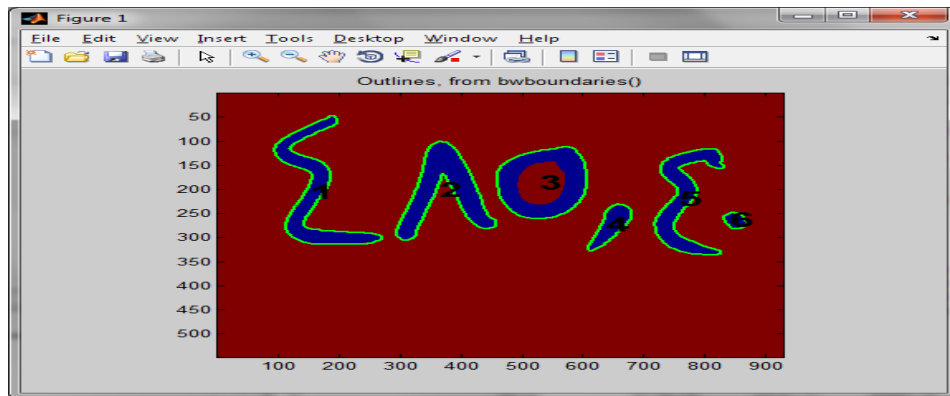 Figure 1
File Edit View Insert Tools Desktop Window Help
Outlines, from bwboundaries()
50
100
150
200
250
300
350
400
450
500
٤٨٥,٤.
1 2 3 4 5 6
100 200 300 400 500 600 700 800 900